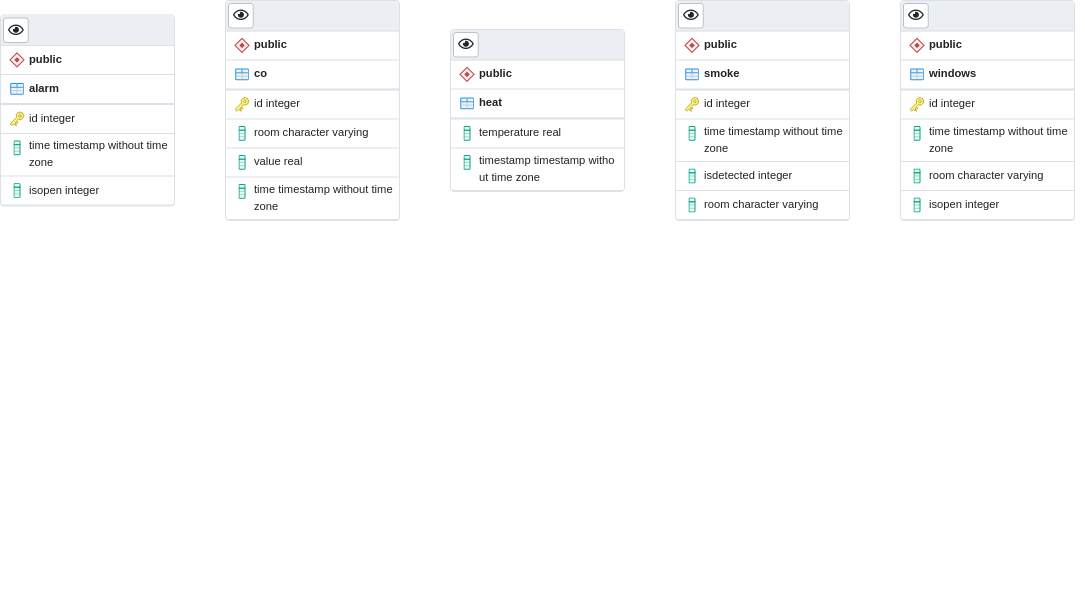 public
alarm
id integer
time timestamp without time
zone
isopen integer
public
co
id integer
room character varying
value real
time timestamp without time
zone
public
heat
temperature real
timestamp timestamp witho
ut time zone
public
smoke
id integer
time timestamp without time
zone
isdetected integer
room character varying
public
windows
id integer
time timestamp without time
zone
room character varying
isopen integer